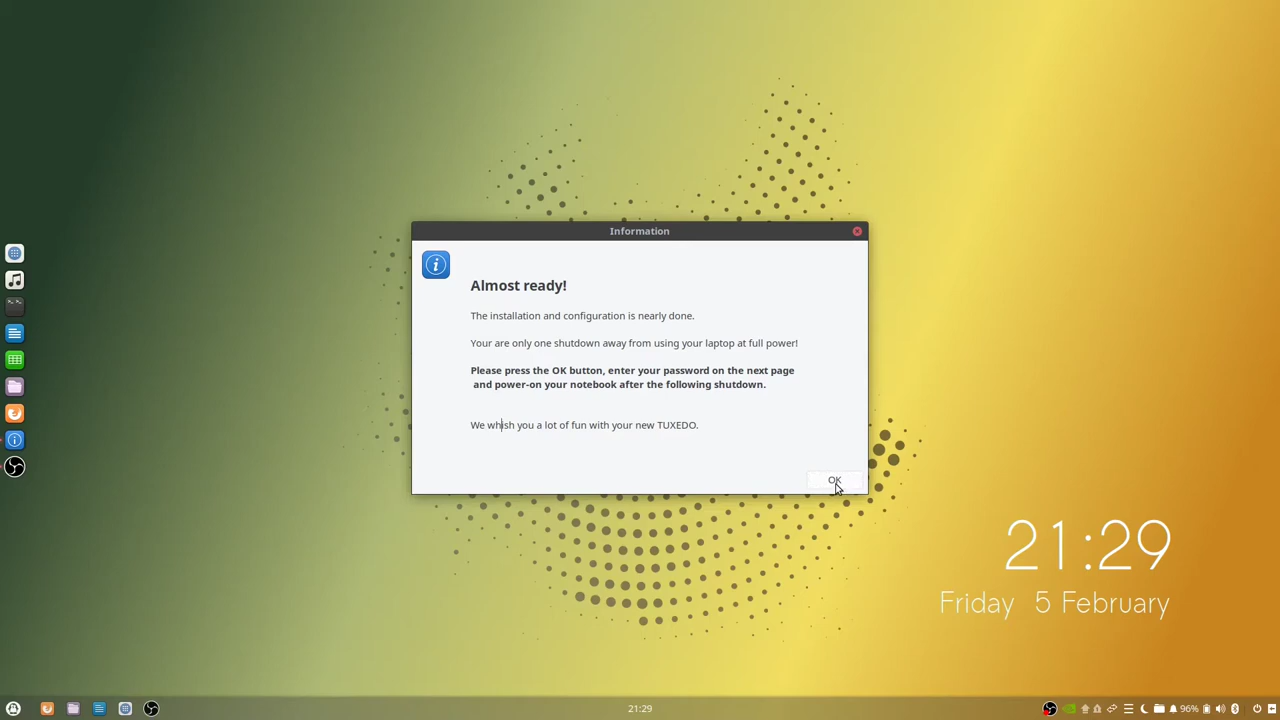 Information
Almost ready!
The installation and configuration is nearly done.
Your are only one shutdown away from using your laptop at full power!
Please press the OK button, enter your password on the next page
and power-on your notebook after the following shutdown.
We whish you a lot of fun with your new TUXEDO.
OK
21:29
Friday 5 February
21:29
96%